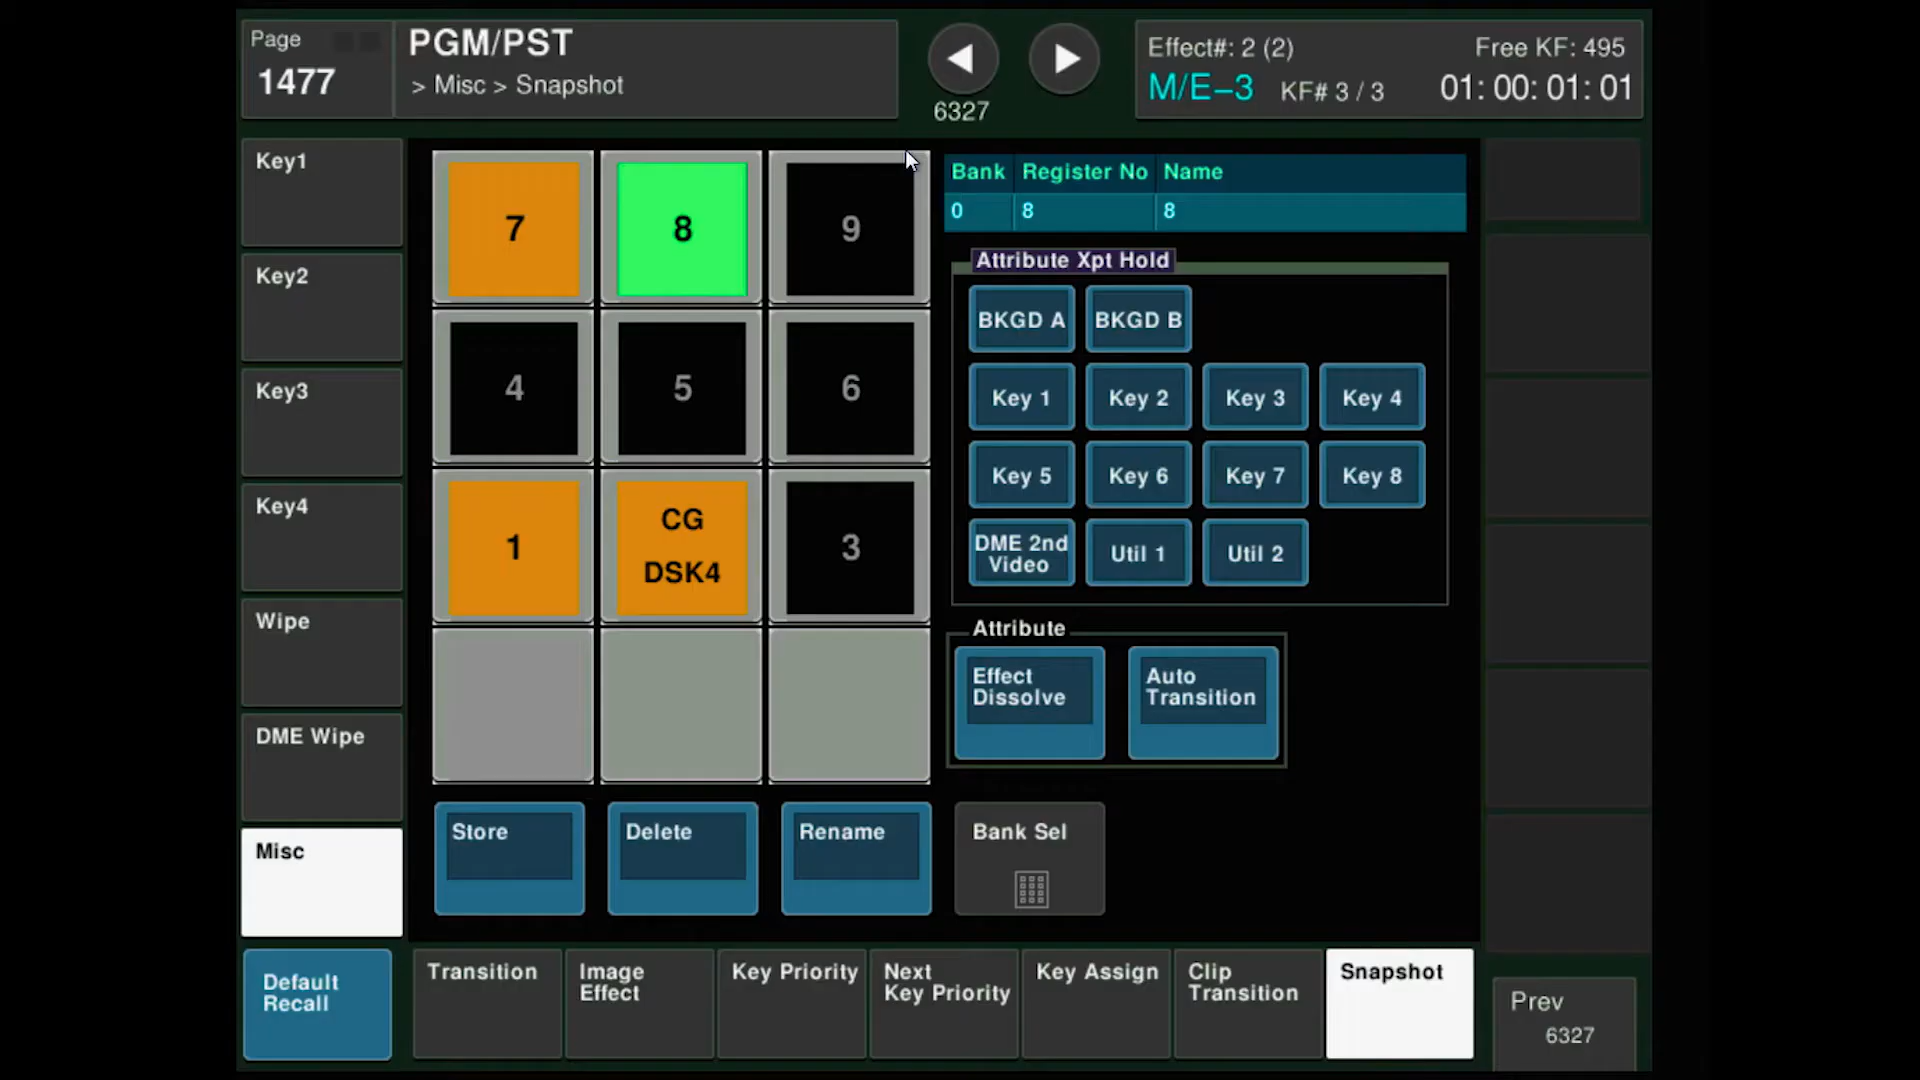 Page
1477
PGM/PST
> Misc > Snapshot
6327
Effect#: 2 (2)
Free KF: 495
M/E-3
KF# 3 / 3
01: 00: 01: 01
Key1
Key2
Key3
Key4
Wipe
DME Wipe
Misc
7
8
9
4
5
6
1
CG
DSK4
3
Bank
Register No
Name
0
8
8
Attribute Xpt Hold
BKGD A
BKGD B
Key 1
Key 2
Key 3
Key 4
Key 5
Key 6
Key 7
Key 8
DME 2nd
Video
Util 1
Util 2
Attribute
Effect
Dissolve
Auto
Transition
Store
Delete
Rename
Bank Sel
Default
Recall
Transition
Image
Effect
Key Priority
Next
Key Priority
Key Assign
Clip
Transition
Snapshot
Prev
6327